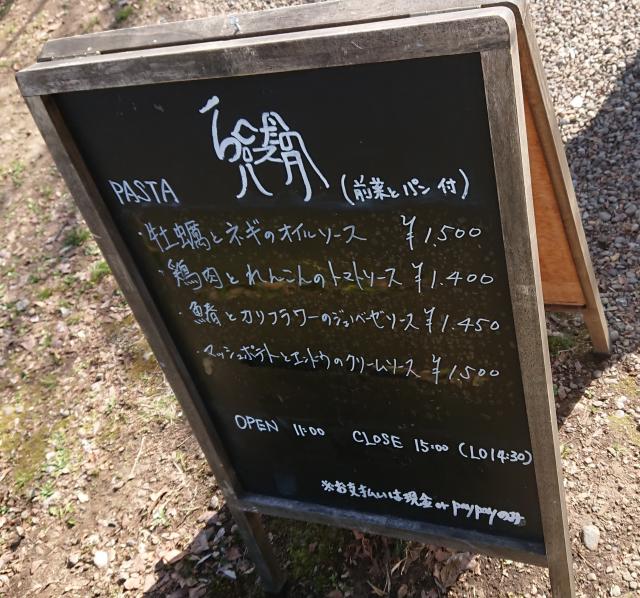 PASTA (前菜とパン付)
・牡蠣とネギのオイルソース ¥1.500
・鶏肉とれんこんのトマトソース ¥1.400
・鰆とカリフラワーのジェノベーゼソース ¥1.450
・マッシュポテトとエンドウのクリームソース ¥1.500
OPEN 11:00 CLOSE 15:00 (LO14:30)
※お支払いは現金or paypayのみ